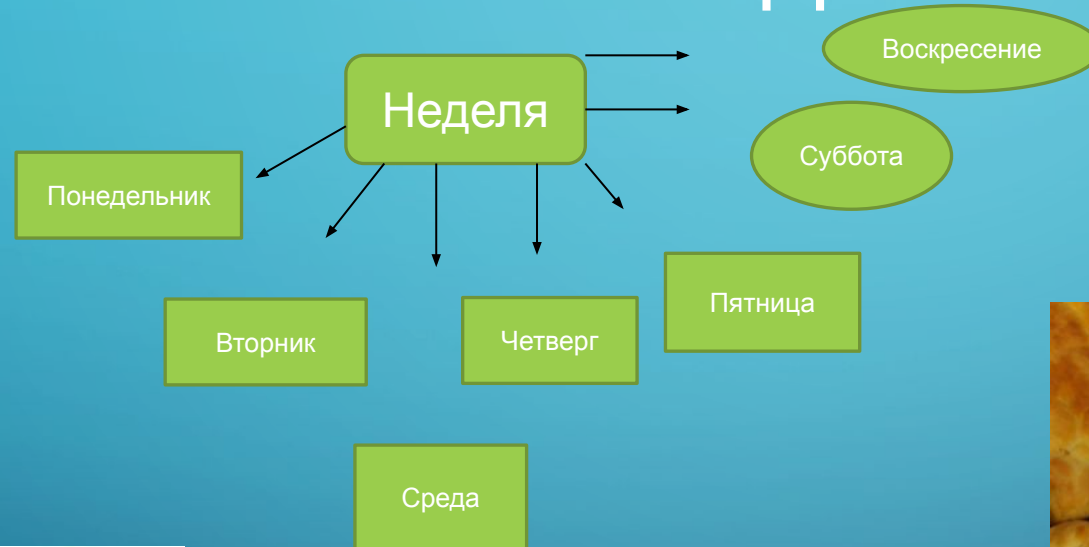 Воскресение
Неделя
Суббота
Понедельник
Пятница
Вторник
Четверг
Среда